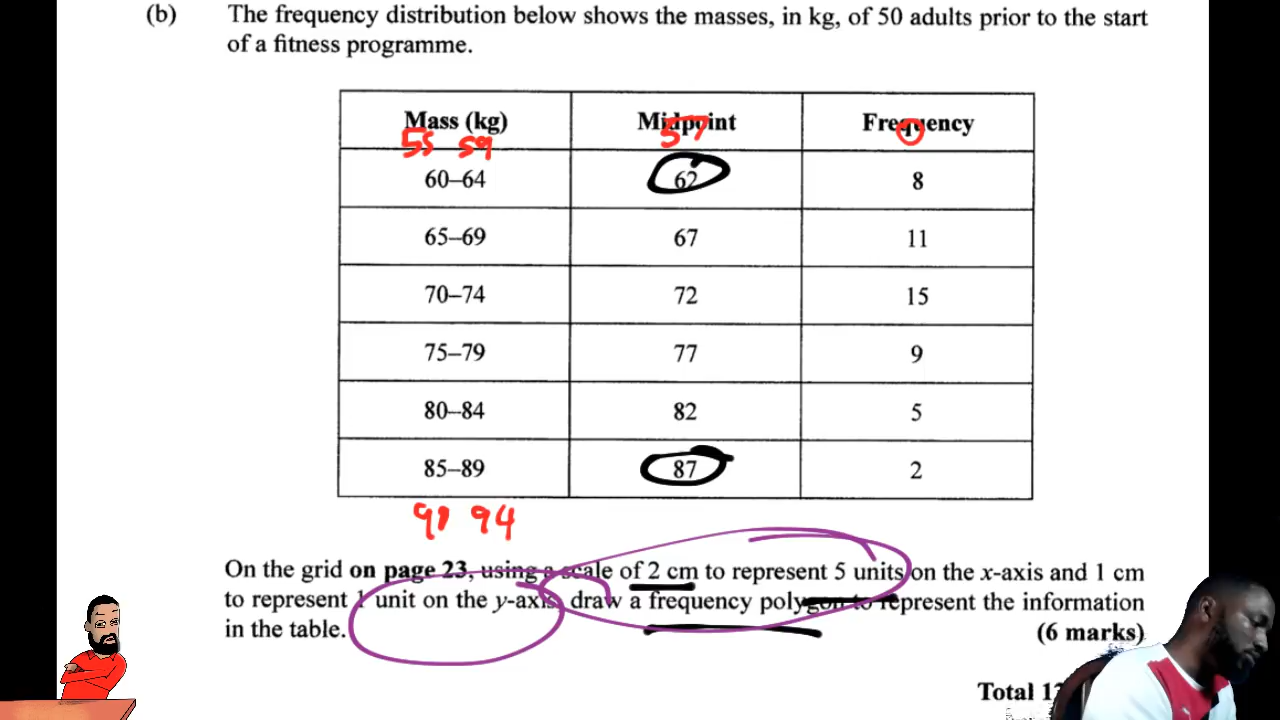 (b) The frequency distribution below shows the masses, in kg, of 50 adults prior to the start
of a fitness programme.
Mass (kg) Midpoint Frequency
55 59 57 0
60–64 62 8
65–69 67 11
70–74 72 15
75–79 77 9
80–84 82 5
85–89 87 2
94
On the grid on page 23, using a scale of 2 cm to represent 5 units on the x-axis and 1 cm
to represent 1 unit on the y-axis, draw a frequency polygon to represent the information
in the table. (6 marks)
Total